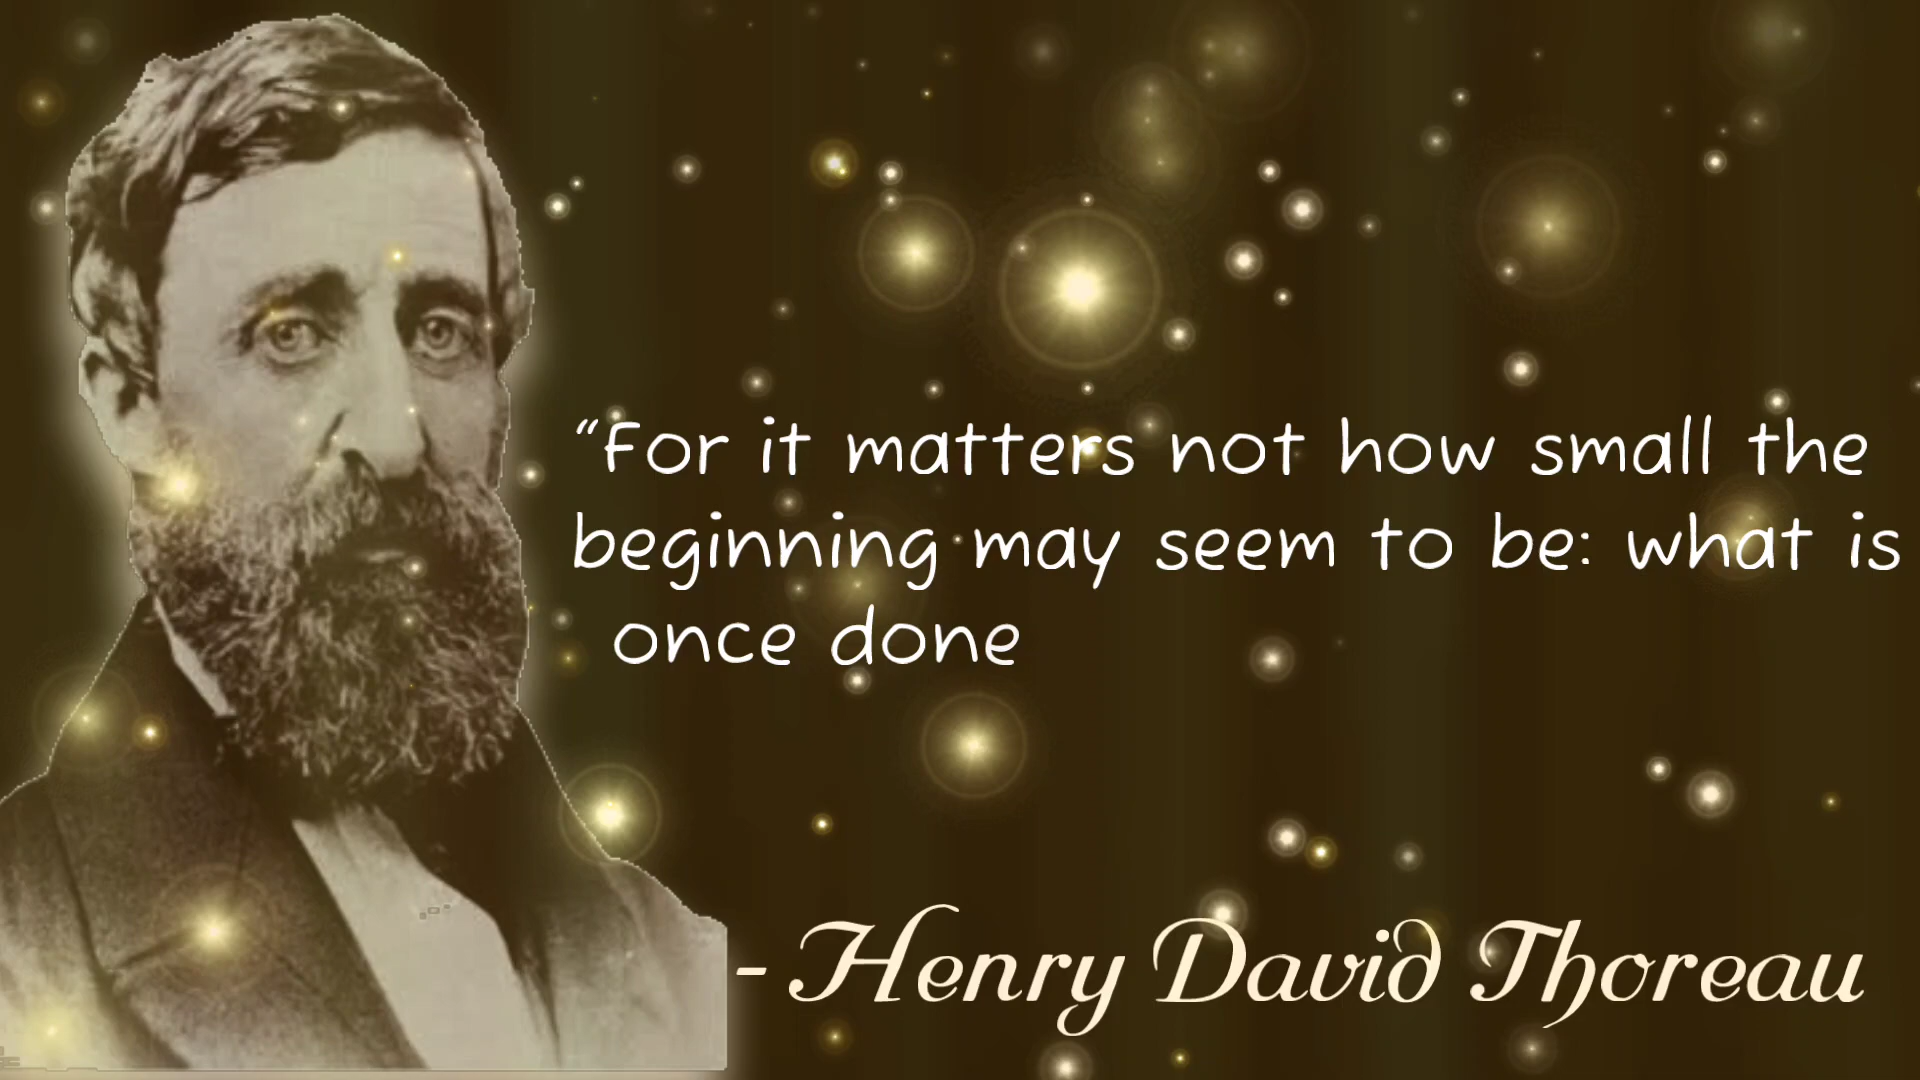 “For it matters not how small the
beginning may seem to be: what is
once done
- Henry David Thoreau